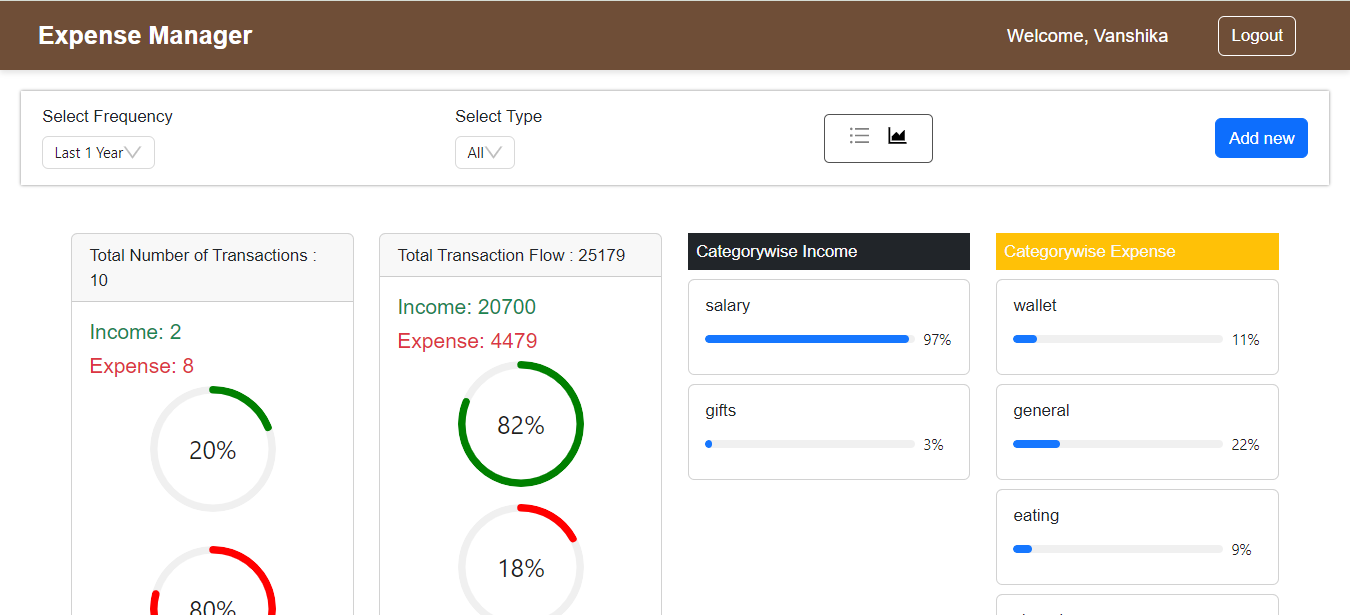 Expense Manager
Welcome, Vanshika
Logout
Select Frequency
Select Type
Last 1 Year
All
Add new
Total Number of Transactions :
10
Income: 2
Expense: 8
20%
80%
Total Transaction Flow : 25179
Income: 20700
Expense: 4479
82%
18%
Categorywise Income
salary
97%
gifts
3%
Categorywise Expense
wallet
11%
general
22%
eating
9%